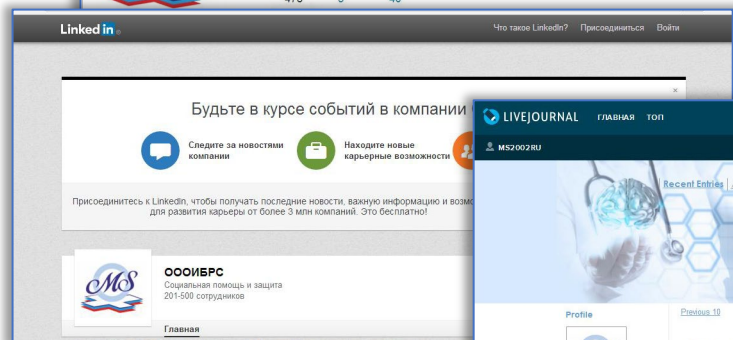 Linked in
Что такое LinkedIn? Присоединиться Войти
Будьте в курсе событий в компании
Следите за новостями
компании
Находите новые
карьерные возможности
Присоединитесь к LinkedIn, чтобы получать последние новости, важную информацию и
для развития карьеры от более 3 млн компаний. Это бесплатно!
MS
ОООИБРС
Социальная помощь и защита
201-500 сотрудников
Главная
LIVEJOURNAL ГЛАВНАЯ ТОП
MS2002RU
Recent Entries
Profile
Previous 10